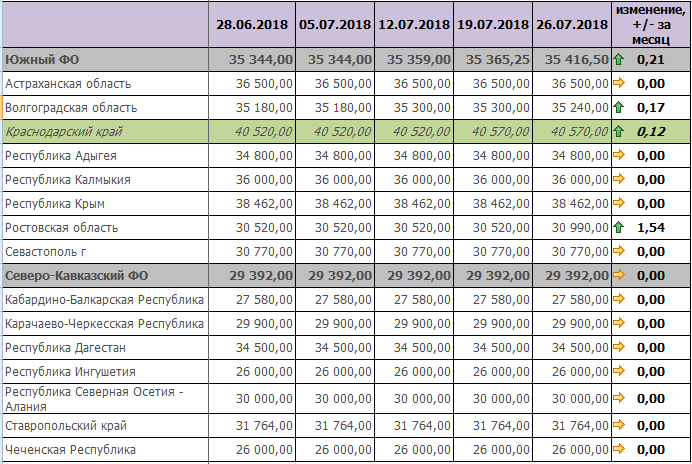 28.06.2018 05.07.2018 12.07.2018 19.07.2018 26.07.2018 изменение, +/- за месяц
Южный ФО 35 344,00 35 344,00 35 359,00 35 365,25 35 416,50 0,21
Астраханская область 36 500,00 36 500,00 36 500,00 36 500,00 36 500,00 0,00
Волгоградская область 35 180,00 35 180,00 35 300,00 35 300,00 35 240,00 0,17
Краснодарский край 40 520,00 40 520,00 40 520,00 40 570,00 40 570,00 0,12
Республика Адыгея 34 800,00 34 800,00 34 800,00 34 800,00 34 800,00 0,00
Республика Калмыкия 36 000,00 36 000,00 36 000,00 36 000,00 36 000,00 0,00
Республика Крым 38 462,00 38 462,00 38 462,00 38 462,00 38 462,00 0,00
Ростовская область 30 520,00 30 520,00 30 520,00 30 520,00 30 990,00 1,54
Севастополь г 30 770,00 30 770,00 30 770,00 30 770,00 30 770,00 0,00
Северо-Кавказский ФО 29 392,00 29 392,00 29 392,00 29 392,00 29 392,00 0,00
Кабардино-Балкарская Республика 27 580,00 27 580,00 27 580,00 27 580,00 27 580,00 0,00
Карачаево-Черкесская Республика 29 900,00 29 900,00 29 900,00 29 900,00 29 900,00 0,00
Республика Дагестан 34 500,00 34 500,00 34 500,00 34 500,00 34 500,00 0,00
Республика Ингушетия 26 000,00 26 000,00 26 000,00 26 000,00 26 000,00 0,00
Республика Северная Осетия -
Алания 30 000,00 30 000,00 30 000,00 30 000,00 30 000,00 0,00
Ставропольский край 31 764,00 31 764,00 31 764,00 31 764,00 31 764,00 0,00
Чеченская Республика 26 000,00 26 000,00 26 000,00 26 000,00 26 000,00 0,00